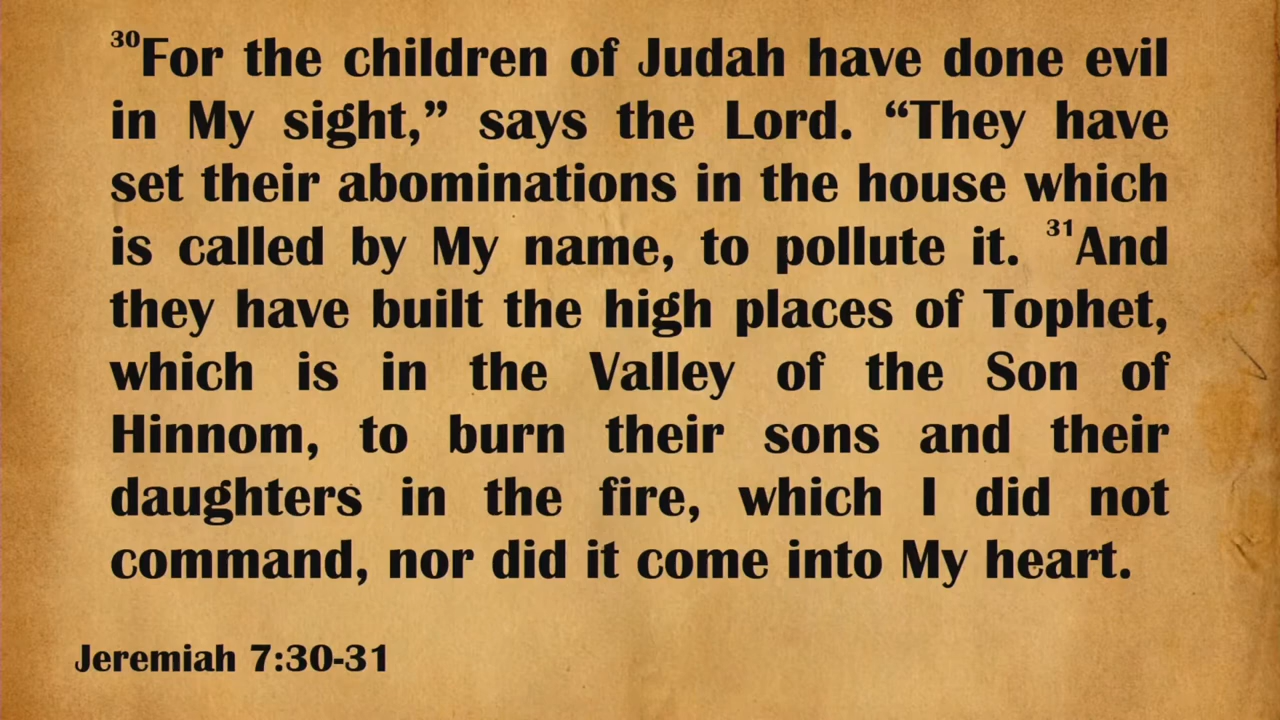 ³⁰For the children of Judah have done evil
in My sight,” says the Lord. “They have
set their abominations in the house which
is called by My name, to pollute it. ³¹And
they have built the high places of Tophet,
which is in the Valley of the Son of
Hinnom, to burn their sons and their
daughters in the fire, which I did not
command, nor did it come into My heart.
Jeremiah 7:30-31